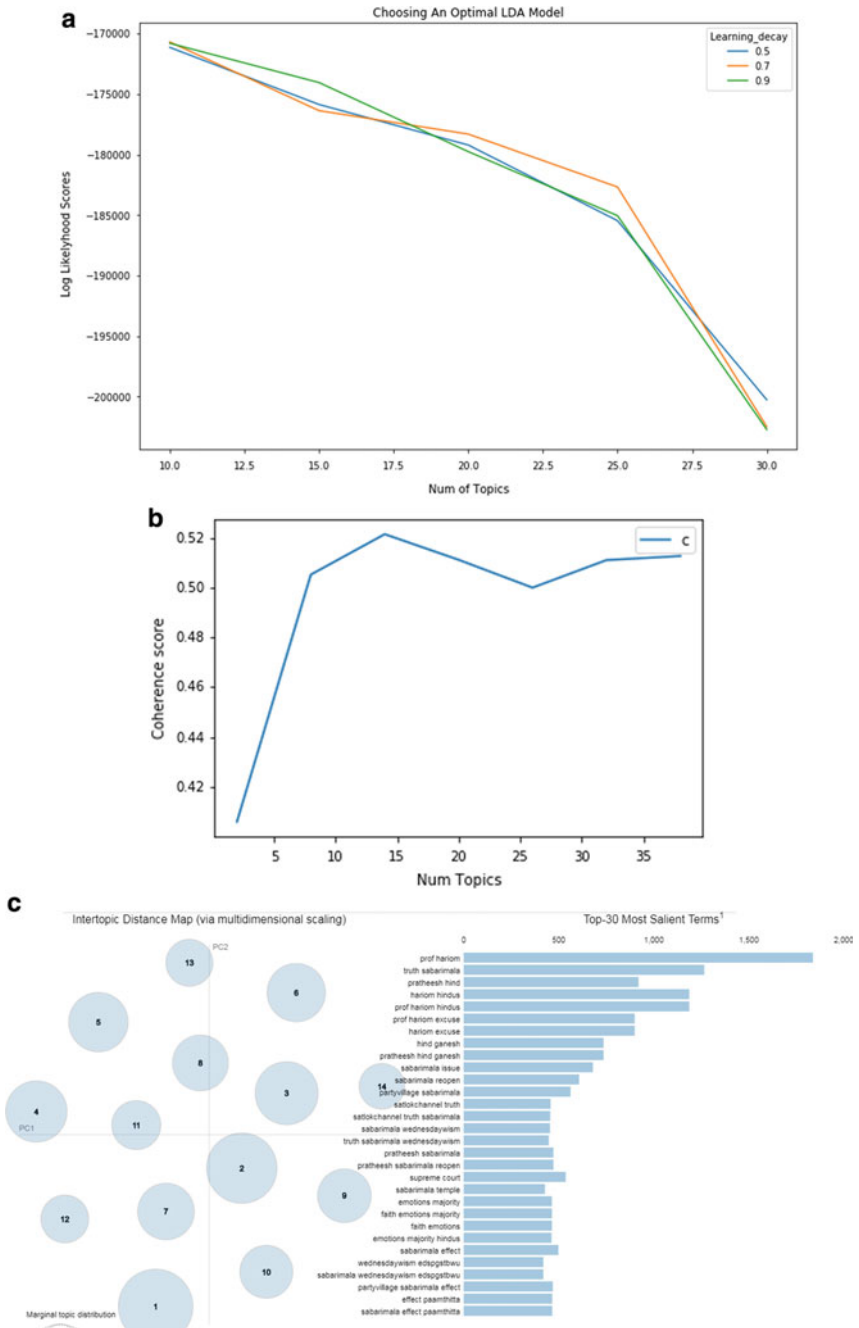 a
Choosing An Optimal LDA Model
Learning_decay
0.5
0.7
0.9
−170000
−175000
−180000
−185000
−190000
−195000
−200000
Log Likelyhood Scores
10.0 12.5 15.0 17.5 20.0 22.5 25.0 27.5 30.0
Num of Topics
b
c
0.52
0.50
0.48
0.46
0.44
0.42
Coherence score
5 10 15 20 25 30 35
Num Topics
c
Intertopic Distance Map (via multidimensional scaling)
PC2
PC1
13
6
5
8
3
14
4
11
2
9
12
7
10
1
Marginal topic distribution
Top-30 Most Salient Terms1
0 500 1,000 1,500 2,000
prof hariom
truth sabarimala
pratheesh hind
hariom hindus
prof hariom hindus
prof hariom excuse
hariom excuse
hind ganesh
pratheesh hind ganesh
sabarimala issue
sabarimala reopen
partyvillage sabarimala
satlokchannel truth
satlokchannel truth sabarimala
sabarimala wednesdaywism
truth sabarimala wednesdaywism
pratheesh sabarimala
pratheesh sabarimala reopen
supreme court
sabarimala temple
emotions majority
faith emotions majority
faith emotions
emotions majority hindus
sabarimala effect
wednesdaywism edspgstbwu
sabarimala wednesdaywism edspgstbwu
partyvillage sabarimala effect
effect paamthitta
sabarimala effect paamthitta